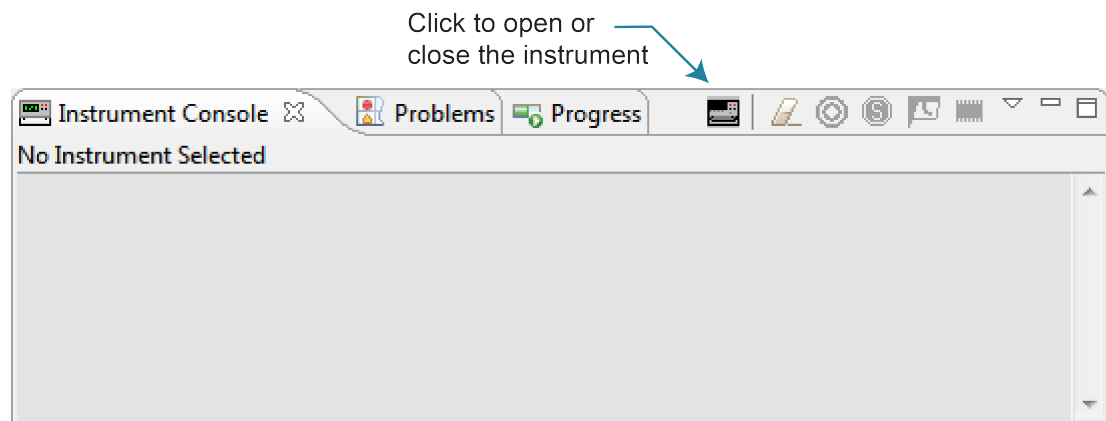 Click to open or
close the instrument
Instrument Console Problems Progress
No Instrument Selected